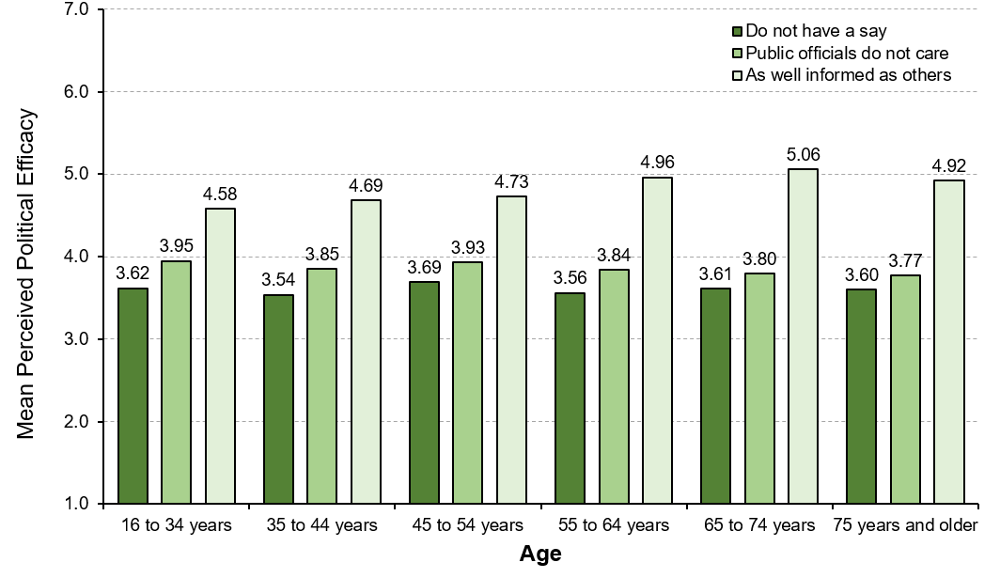 7.0
6.0
5.0
4.0
3.0
2.0
1.0
Mean Perceived Political Efficacy
Do not have a say
Public officials do not care
As well informed as others
3.62
3.95
4.58
3.54
3.85
4.69
3.69
3.93
4.73
3.56
3.84
4.96
3.61
3.80
5.06
3.60
3.77
4.92
16 to 34 years
35 to 44 years
45 to 54 years
55 to 64 years
65 to 74 years
75 years and older
Age